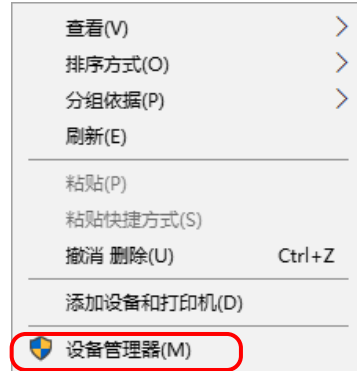 查看(V)
排序方式(O)
分组依据(P)
刷新(E)
粘贴(P)
粘贴快捷方式(S)
撤消 删除(U) Ctrl+Z
添加设备和打印机(D)
设备管理器(M)